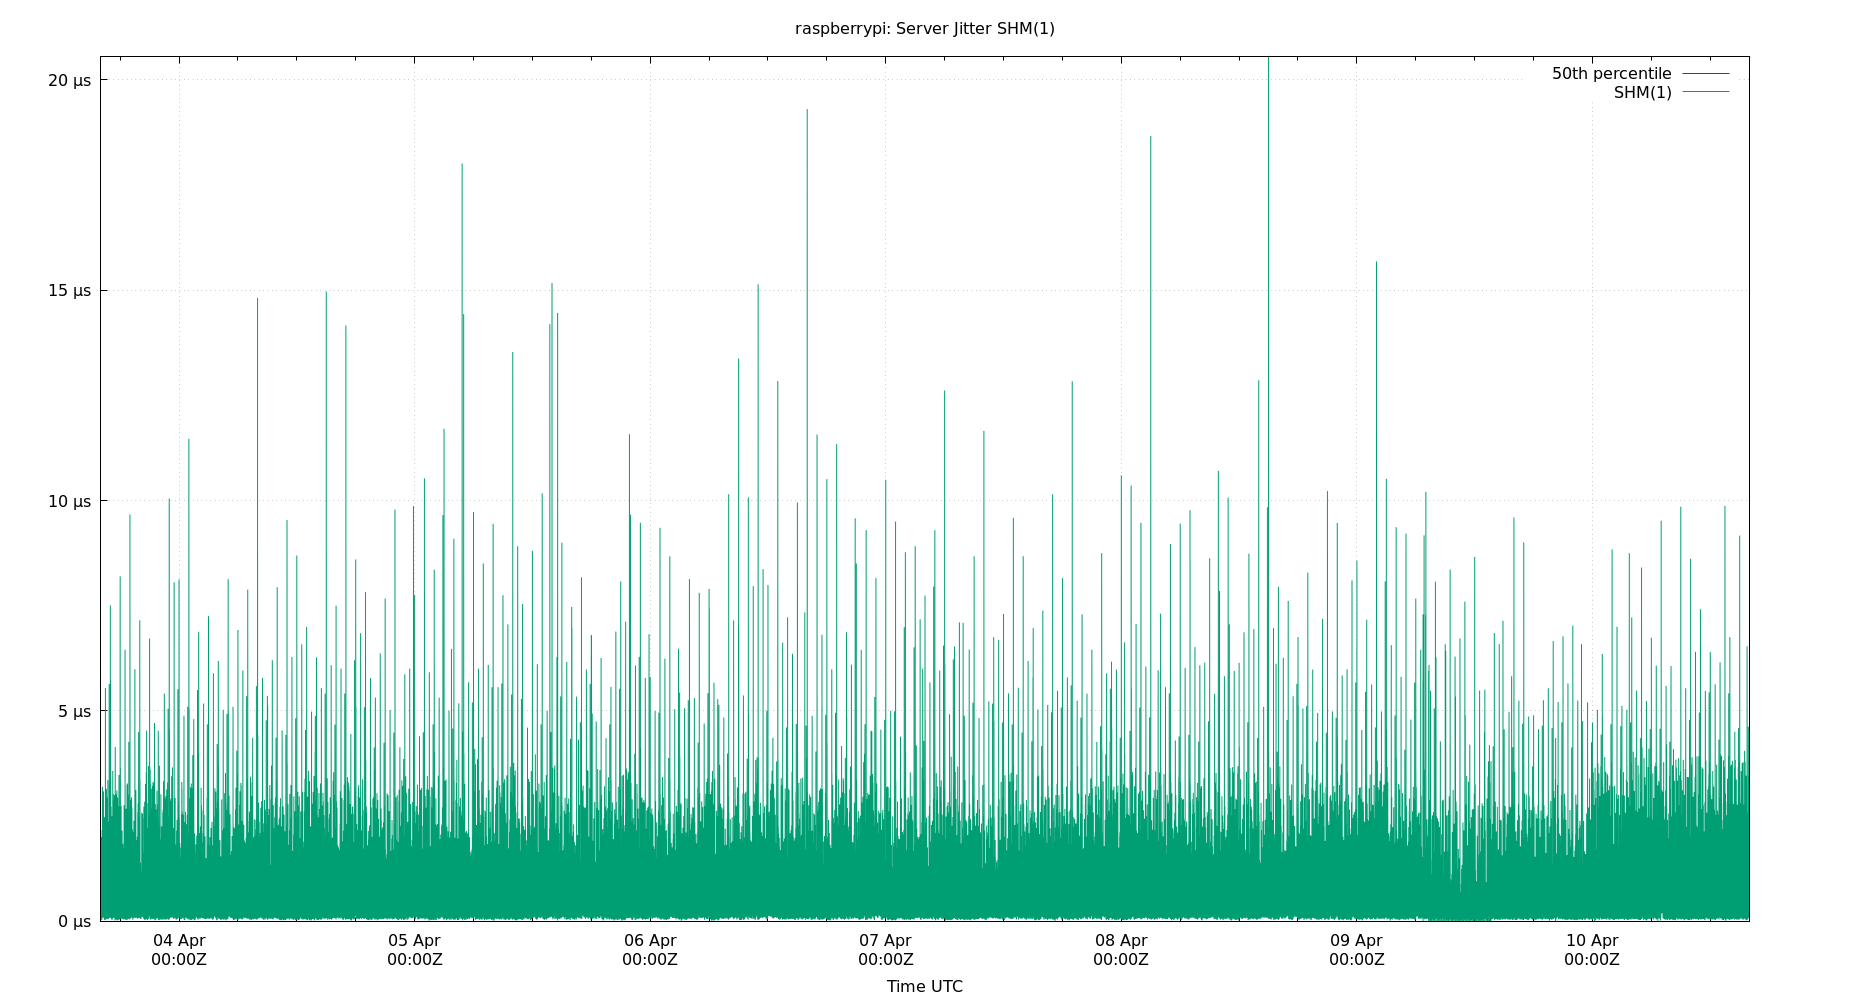 raspberrypi: Server Jitter SHM(1)
50th percentile
SHM(1)
20 µs
15 µs
10 µs
5 µs
0 µs
04 Apr 05 Apr 06 Apr 07 Apr 08 Apr 09 Apr 10 Apr
00:00Z 00:00Z 00:00Z 00:00Z 00:00Z 00:00Z 00:00Z
Time UTC